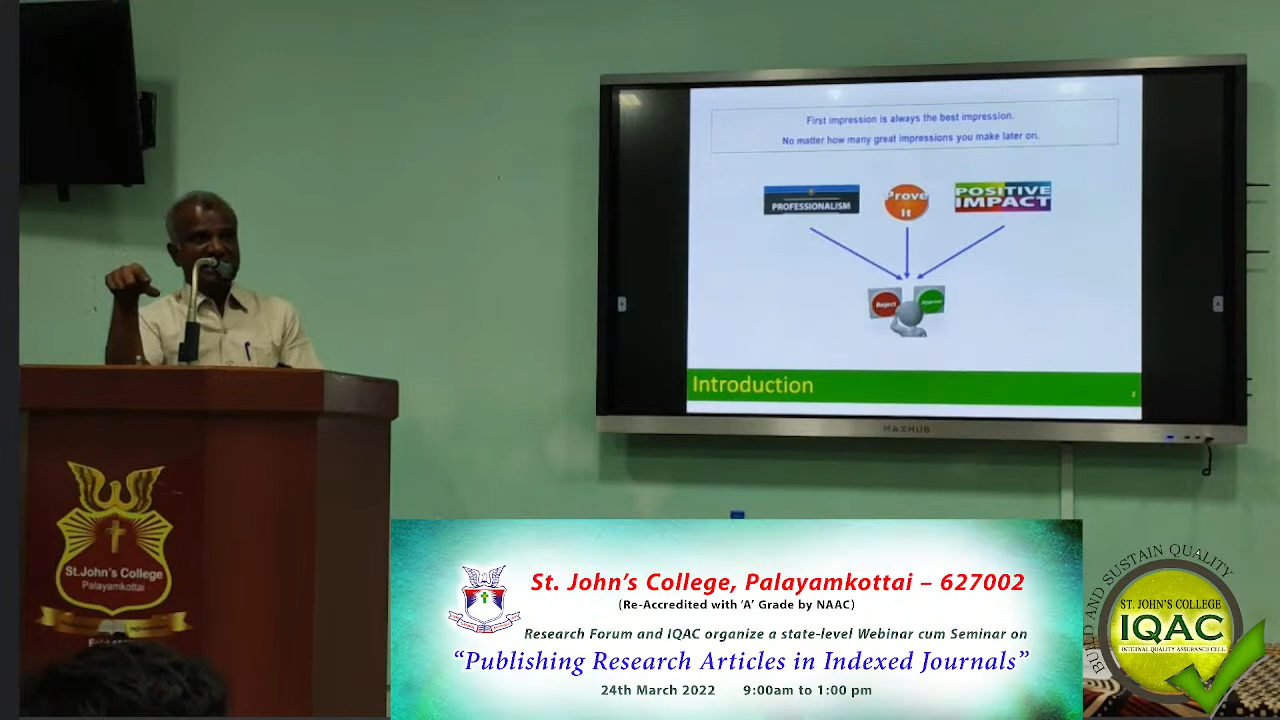 First impression is always the best impression.
No matter how many great impressions you make later on.
PROFESSIONALISM
Prove
It
POSITIVE
IMPACT
Reject
Approve
Introduction
2
MAXHUB
St.John's College
Palayamkottai
St. John's College, Palayamkottai – 627002
(Re-Accredited with 'A' Grade by NAAC)
Research Forum and IQAC organize a state-level Webinar cum Seminar on
“Publishing Research Articles in Indexed Journals”
24th March 2022 9:00am to 1:00 pm
BUILD AND SUSTAIN QUALITY
ST. JOHN'S COLLEGE
IQAC
INTERNAL QUALITY ASSURANCE CELL